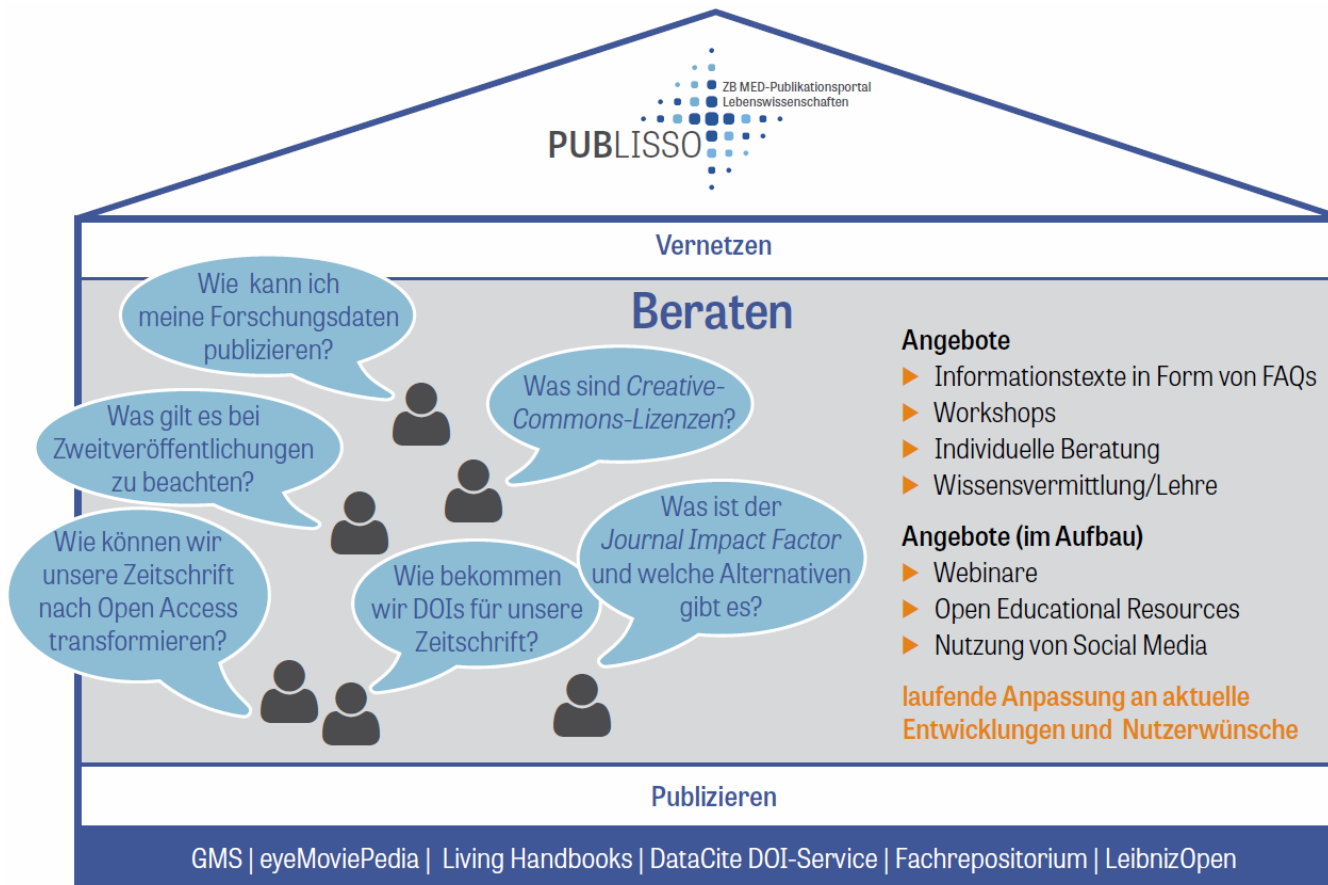 ZB MED-Publikationsportal
Lebenswissenschaften
PUBLISSO
Vernetzen
Beraten
Wie kann ich
meine Forschungsdaten
publizieren?
Was sind Creative-
Commons-Lizenzen?
Was gilt es bei
Zweitveröffentlichungen
zu beachten?
Was ist der
Journal Impact Factor
und welche Alternativen
gibt es?
Wie können wir
unsere Zeitschrift
nach Open Access
transformieren?
Wie bekommen
wir DOIs für unsere
Zeitschrift?
Angebote
▶ Informationstexte in Form von FAQs
▶ Workshops
▶ Individuelle Beratung
▶ Wissensvermittlung/Lehre
Angebote (im Aufbau)
▶ Webinare
▶ Open Educational Resources
▶ Nutzung von Social Media
laufende Anpassung an aktuelle
Entwicklungen und Nutzerwünsche
Publizieren
GMS | eyeMoviePedia | Living Handbooks | DataCite DOI-Service | Fachrepositorium | LeibnizOpen